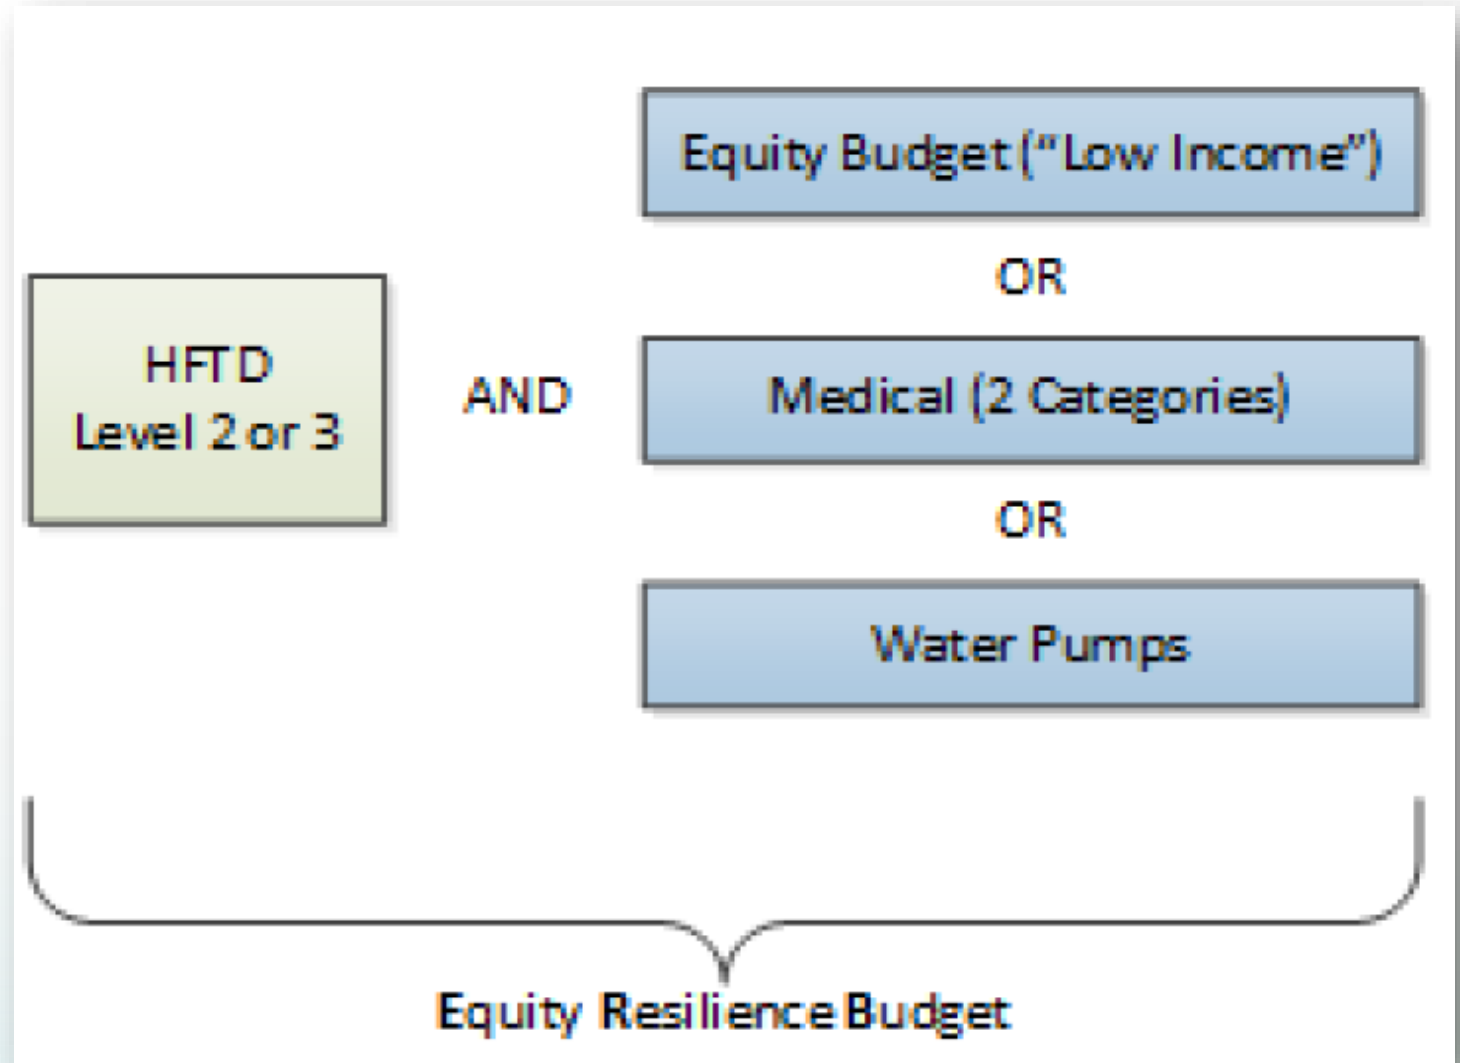 Equity Budget ("Low Income")
OR
HFTD
Level 2 or 3
AND
Medical (2 Categories)
OR
Water Pumps
Equity Resilience Budget